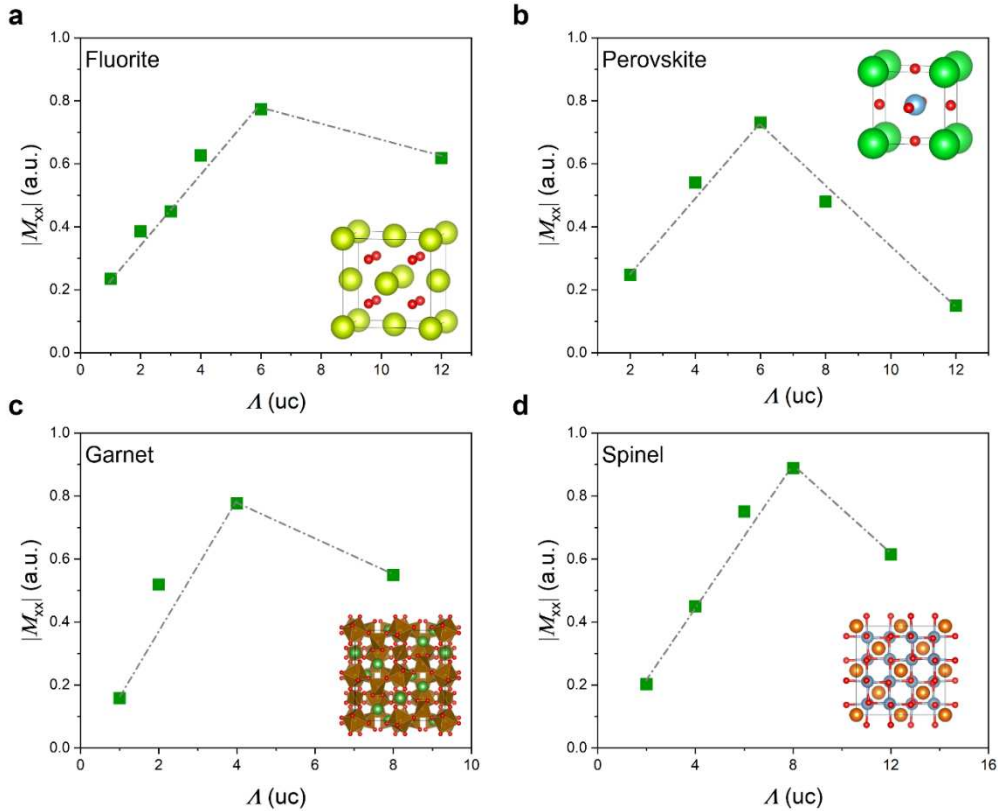 a
Fluorite
1.0
0.8
0.6
0.4
0.2
0.0
|Mxx| (a.u.)
0 2 4 6 8 10 12
Λ (uc)
b
Perovskite
1.0
0.8
0.6
0.4
0.2
0.0
|Mxx| (a.u.)
2 4 6 8 10 12
Λ (uc)
c
Garnet
1.0
0.8
0.6
0.4
0.2
0.0
|Mxx| (a.u.)
0 2 4 6 8 10
Λ (uc)
d
Spinel
1.0
0.8
0.6
0.4
0.2
0.0
|Mxx| (a.u.)
0 4 8 12 16
Λ (uc)